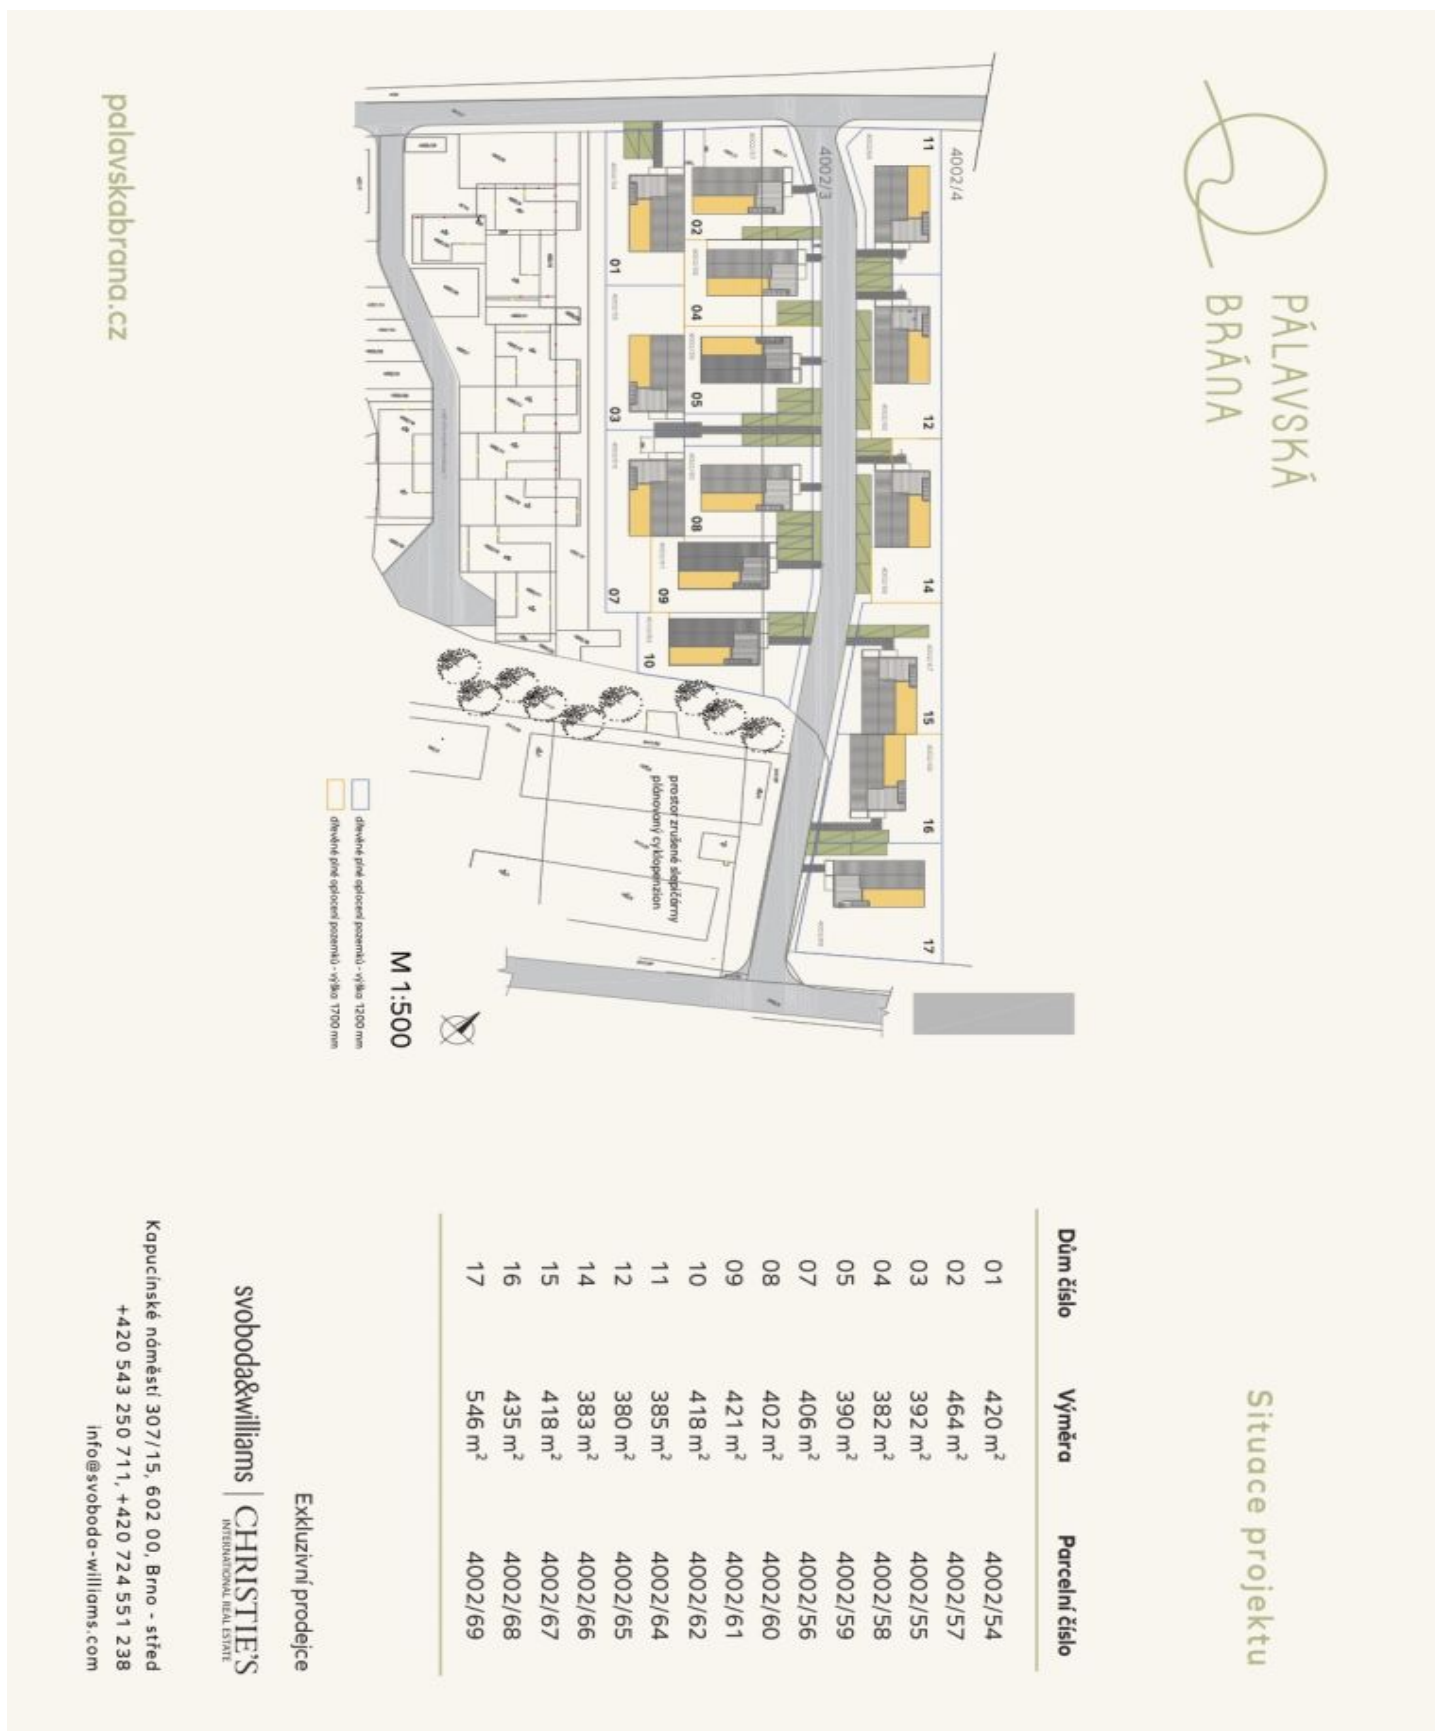 PÁLAVSKÁ
BRÁNA
Situace projektu
4002/4
4002/3
11
12
14
15
16
17
02
04
05
08
09
10
01
03
07
prostor zrušené slepičárny
plánovaný cyklopenzion
M 1:500
dřevěné plné oplocení pozemků - výška 1200 mm
dřevěné plné oplocení pozemků - výška 1700 mm
Dům číslo Výměra Parcelní číslo
01 420 m² 4002/54
02 464 m² 4002/57
03 392 m² 4002/55
04 382 m² 4002/58
05 390 m² 4002/59
07 406 m² 4002/56
08 402 m² 4002/60
09 421 m² 4002/61
10 418 m² 4002/62
11 385 m² 4002/64
12 380 m² 4002/65
14 383 m² 4002/66
15 418 m² 4002/67
16 435 m² 4002/68
17 546 m² 4002/69
Exkluzivní prodejce
svoboda&williams | CHRISTIE'S
INTERNATIONAL REAL ESTATE
Kapucínské náměstí 307/15, 602 00, Brno - střed
+420 543 250 711, +420 724 551 238
info@svoboda-williams.com
palavskabrana.cz